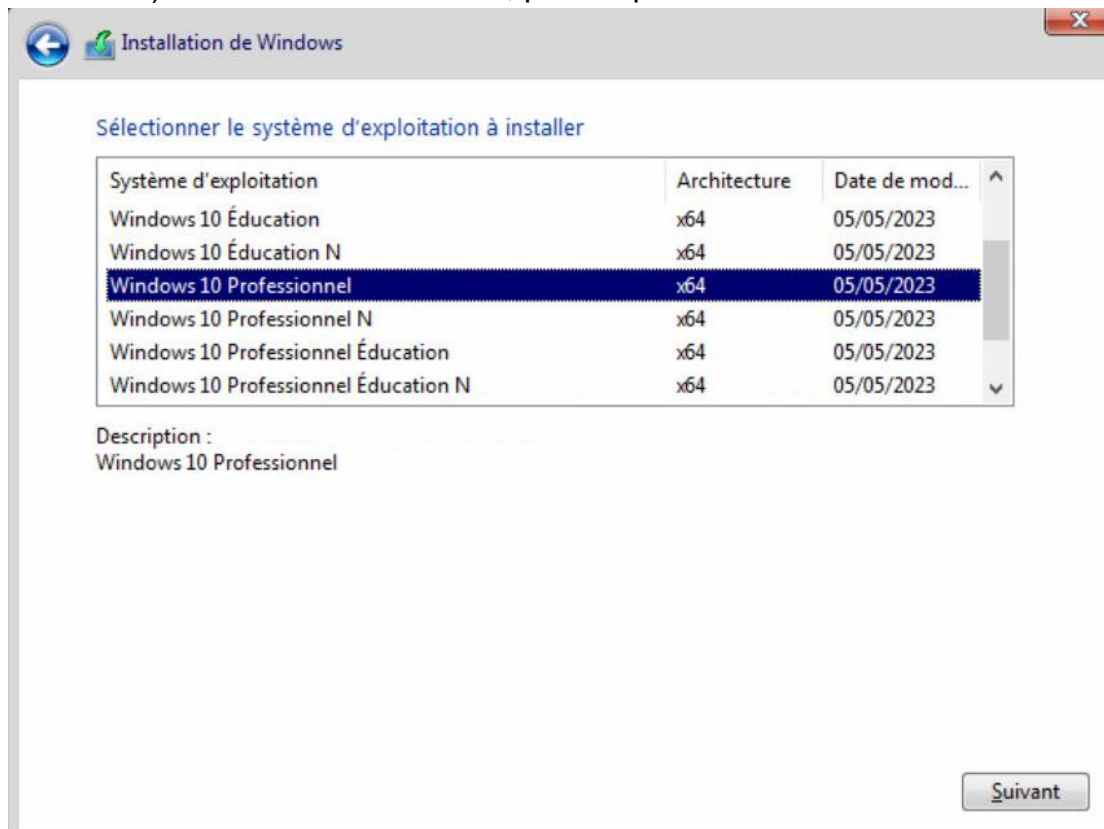 Installation de Windows
Sélectionner le système d'exploitation à installer
Système d'exploitation Architecture Date de mod...
Windows 10 Éducation x64 05/05/2023
Windows 10 Éducation N x64 05/05/2023
Windows 10 Professionnel x64 05/05/2023
Windows 10 Professionnel N x64 05/05/2023
Windows 10 Professionnel Éducation x64 05/05/2023
Windows 10 Professionnel Éducation N x64 05/05/2023
Description :
Windows 10 Professionnel
Suivant